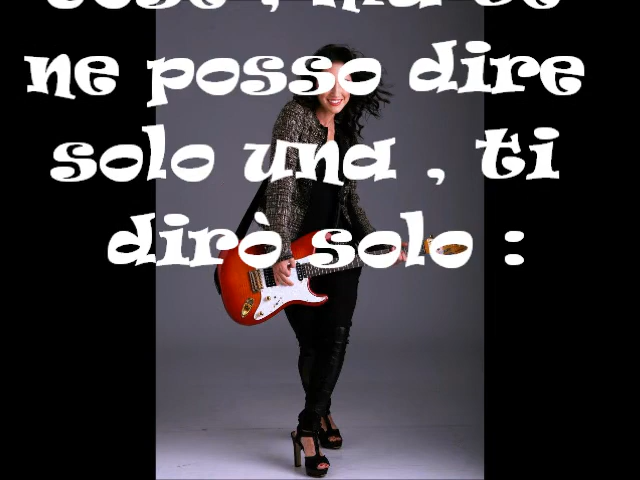 ne posso dire
solo una , ti
dirò solo :